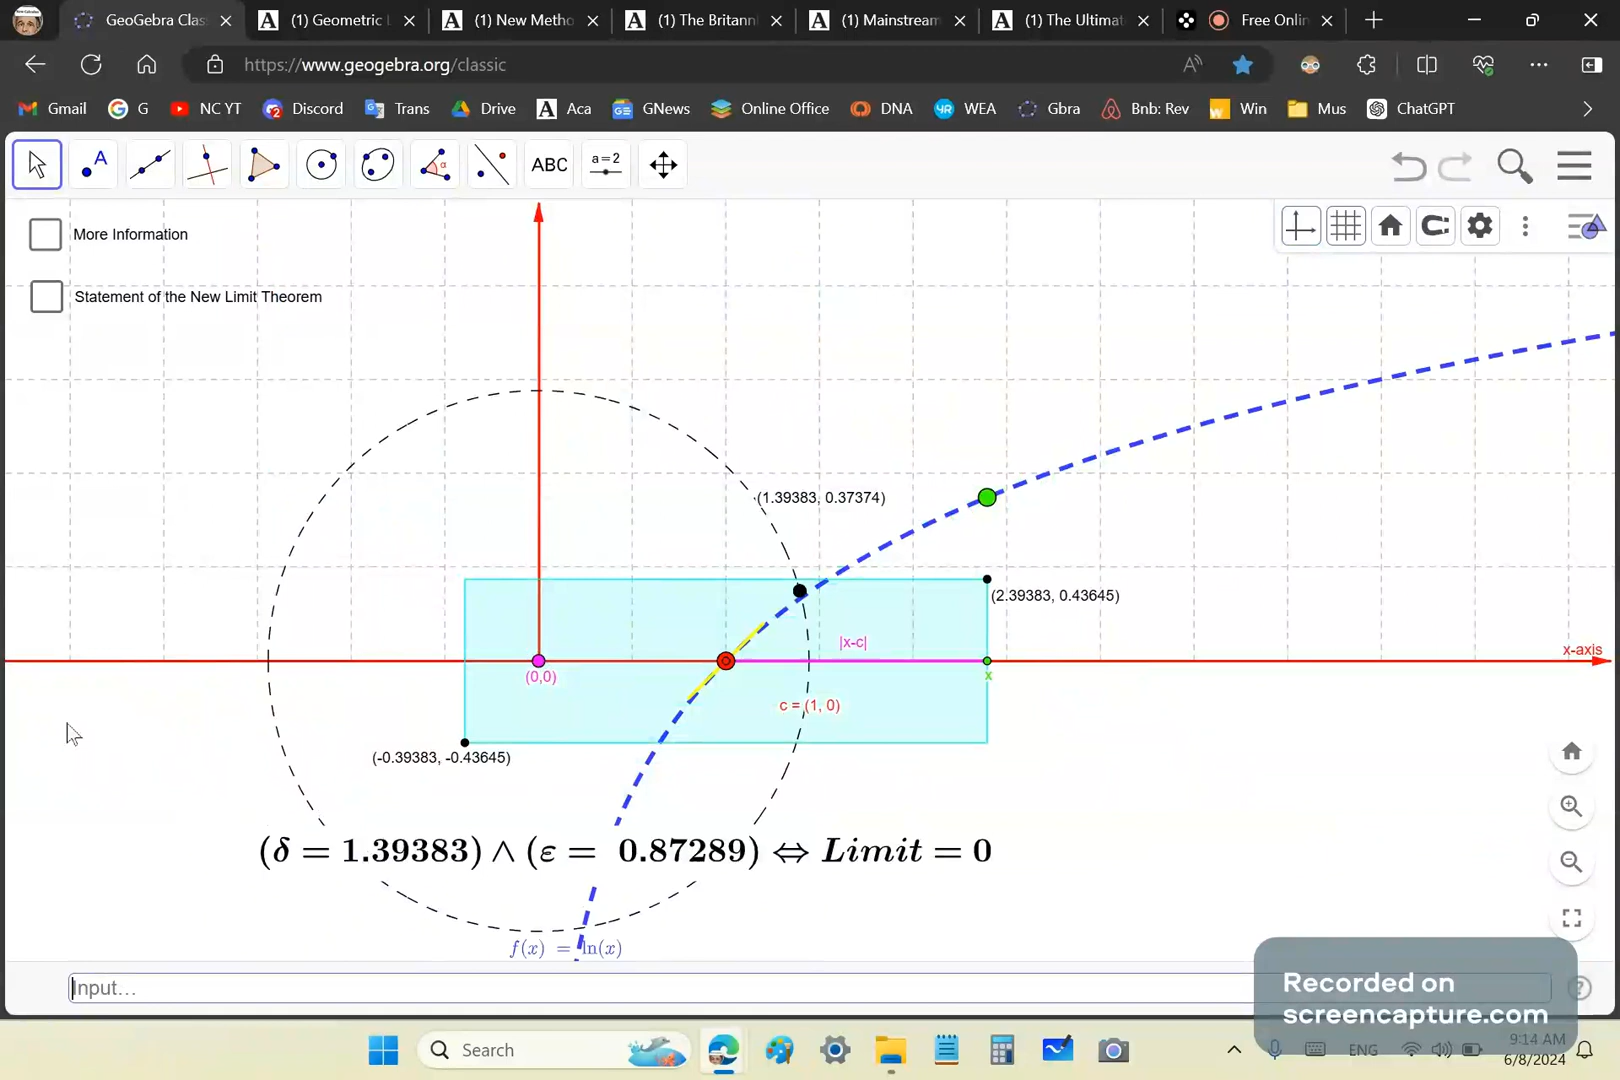 GeoGebra Clas
(1) Geometric L
(1) New Metho
(1) The Britann
(1) Mainstream
(1) The Ultimat
Free Onlin
https://www.geogebra.org/classic
Gmail
G
NC YT
Discord
Trans
Drive
Aca
GNews
Online Office
DNA
WEA
Gbra
Bnb: Rev
Win
Mus
ChatGPT
A
α
ABC
a=2
More Information
Statement of the New Limit Theorem
(1.39383, 0.37374)
(2.39383, 0.43645)
|x-c|
x-axis
(0,0)
x
c = (1, 0)
(-0.39383, -0.43645)
(δ = 1.39383) ∧ (ε = 0.87289) ⇔ Limit = 0
f(x) = ln(x)
Input…
Recorded on
screencapture.com
Search
ENG
9:14 AM
6/8/2024